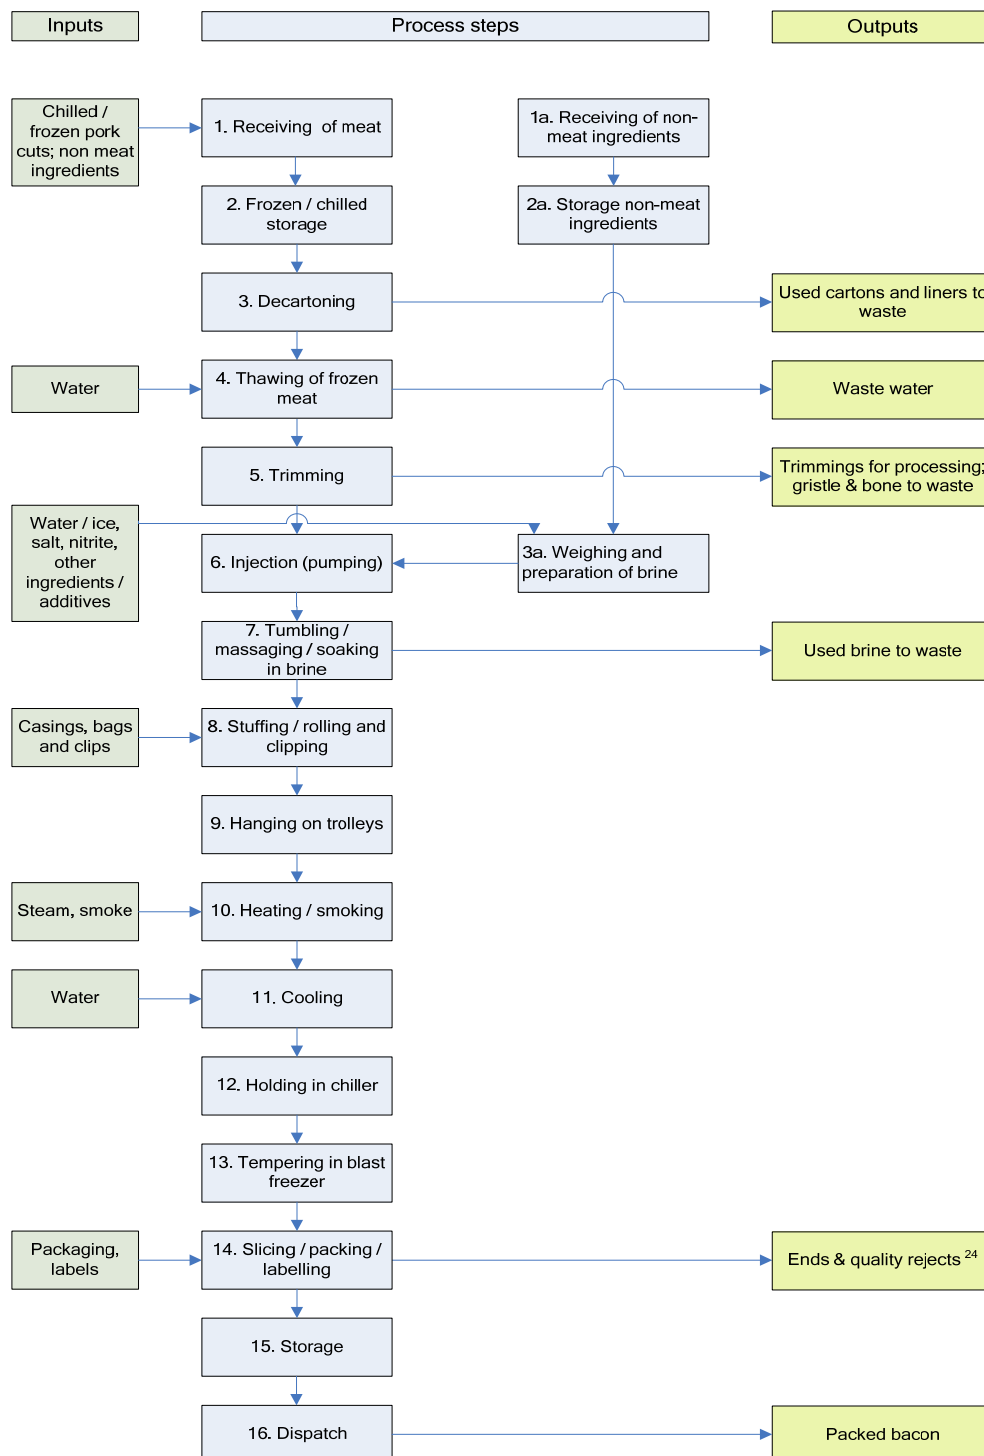 Inputs
Process steps
Outputs
Chilled /
frozen pork
cuts; non meat
ingredients
1. Receiving of meat
1a. Receiving of non-
meat ingredients
2. Frozen / chilled
storage
2a. Storage non-meat
ingredients
3. Decartoning
Used cartons and liners to
waste
Water
4. Thawing of frozen
meat
Waste water
5. Trimming
Trimmings for processing;
gristle & bone to waste
Water / ice,
salt, nitrite,
other
ingredients /
additives
6. Injection (pumping)
3a. Weighing and
preparation of brine
7. Tumbling /
massaging / soaking
in brine
Used brine to waste
Casings, bags
and clips
8. Stuffing / rolling and
clipping
9. Hanging on trolleys
Steam, smoke
10. Heating / smoking
Water
11. Cooling
12. Holding in chiller
13. Tempering in blast
freezer
Packaging,
labels
14. Slicing / packing /
labelling
Ends & quality rejects 24
15. Storage
16. Dispatch
Packed bacon